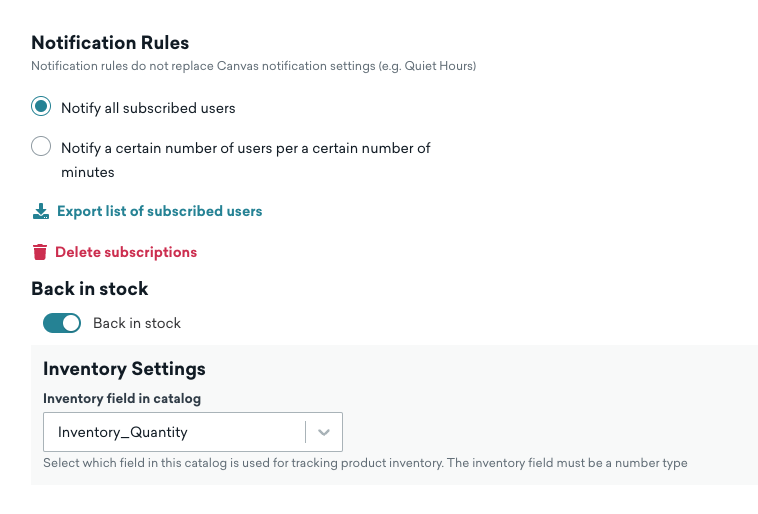 Notification Rules
Notification rules do not replace Canvas notification settings (e.g. Quiet Hours)
Notify all subscribed users
Notify a certain number of users per a certain number of
minutes
Export list of subscribed users
Delete subscriptions
Back in stock
Back in stock
Inventory Settings
Inventory field in catalog
Inventory_Quantity
Select which field in this catalog is used for tracking product inventory. The inventory field must be a number type